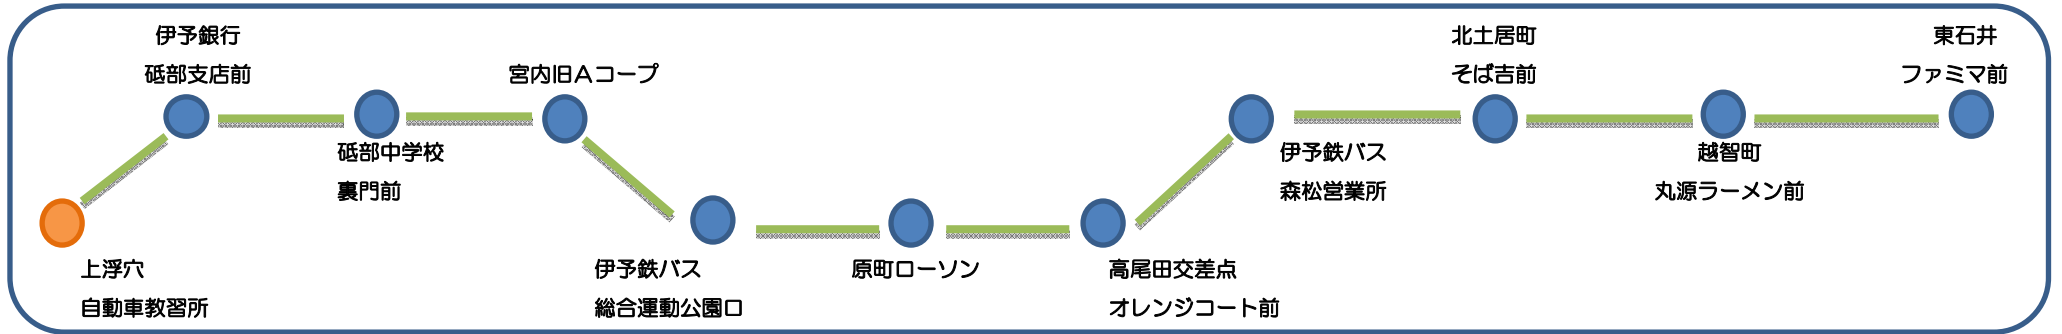 伊予銀行
砥部支店前
宮内旧Aコープ
北土居町
そば吉前
東石井
ファミマ前
砥部中学校
裏門前
伊予鉄バス
森松営業所
越智町
丸源ラーメン前
上浮穴
自動車教習所
伊予鉄バス
総合運動公園口
原町ローソン
高尾田交差点
オレンジコート前